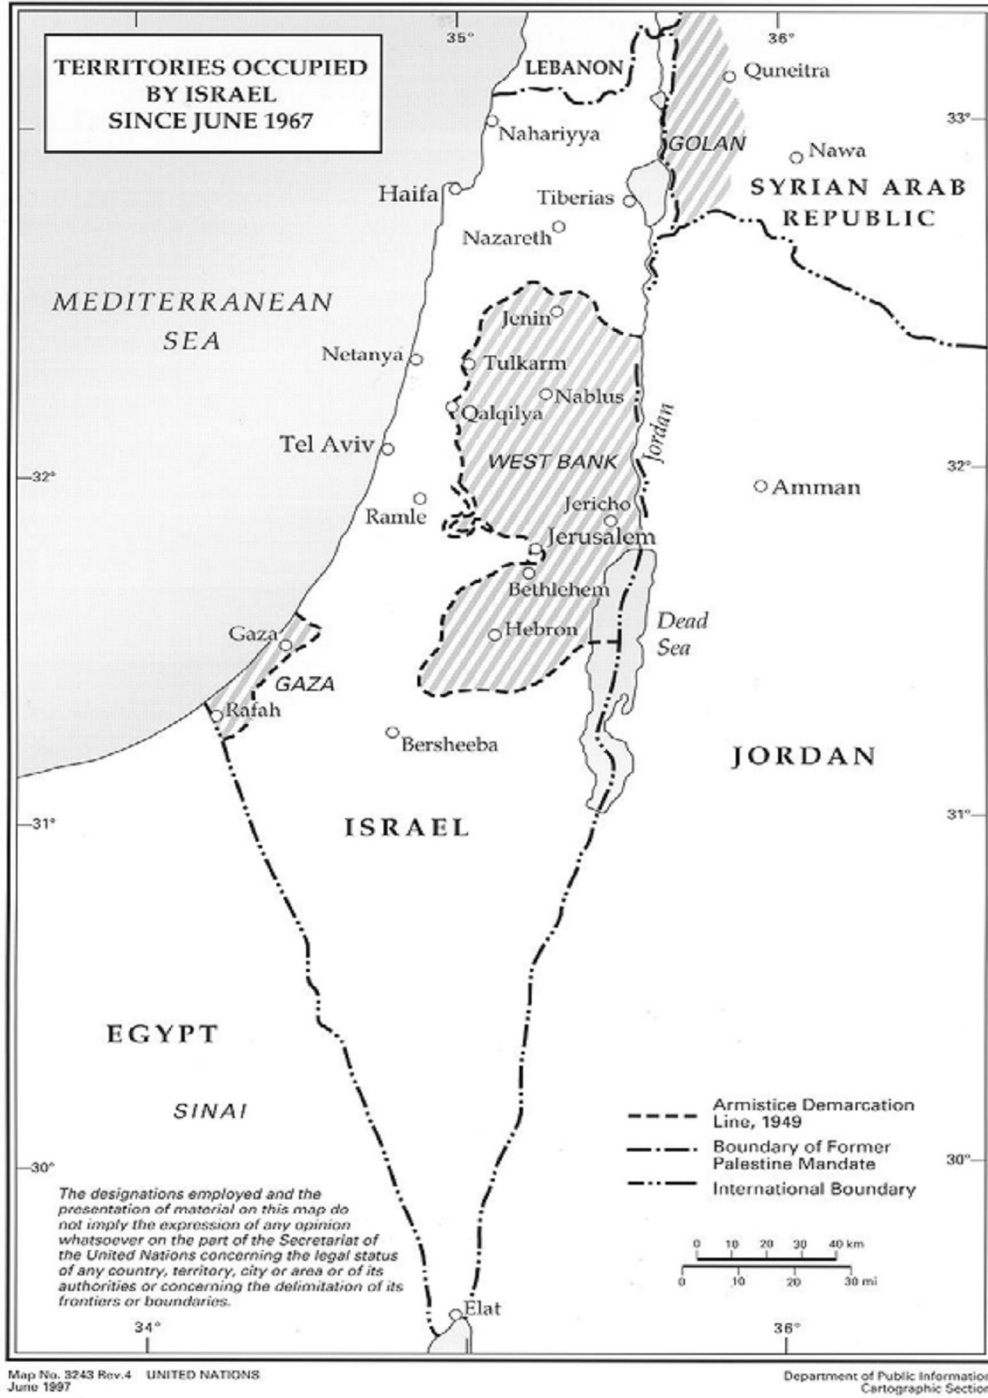 35°
36°
TERRITORIES OCCUPIED
BY ISRAEL
SINCE JUNE 1967
LEBANON
Quneitra
33°
Nahariyya
GOLAN
Nawa
Haifa
Tiberias
SYRIAN ARAB
REPUBLIC
Nazareth
MEDITERRANEAN
SEA
Jenin
Netanya
Tulkarm
Nablus
Qalqilya
Jordan
Tel Aviv
WEST BANK
32°
32°
Amman
Ramle
Jericho
Jerusalem
Bethlehem
Dead
Sea
Gaza
Hebron
GAZA
Rafah
Bersheeba
JORDAN
31°
ISRAEL
31°
EGYPT
SINAI
Armistice Demarcation
Line, 1949
Boundary of Former
Palestine Mandate
International Boundary
30°
30°
The designations employed and the
presentation of material on this map do
not imply the expression of any opinion
whatsoever on the part of the Secretariat of
the United Nations concerning the legal status
of any country, territory, city or area or of its
authorities or concerning the delimitation of its
frontiers or boundaries.
0 10 20 30 40 km
0 10 20 30 mi
Elat
34°
36°
Map No. 3243 Rev.4 UNITED NATIONS
June 1997
Department of Public Information
Cartographic Section